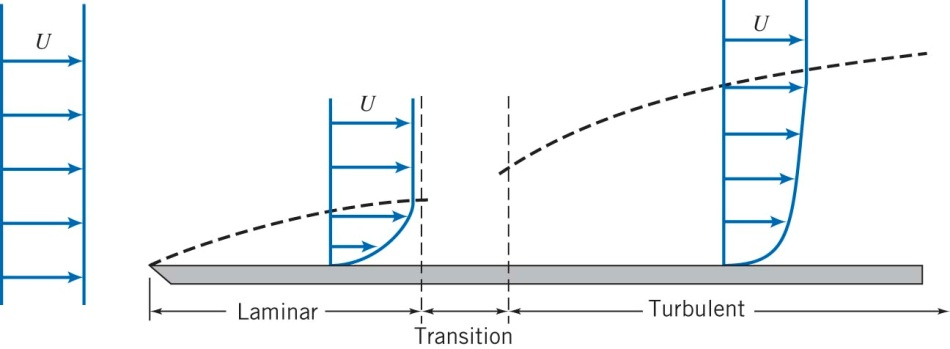 U
U
U
Laminar
Transition
Turbulent